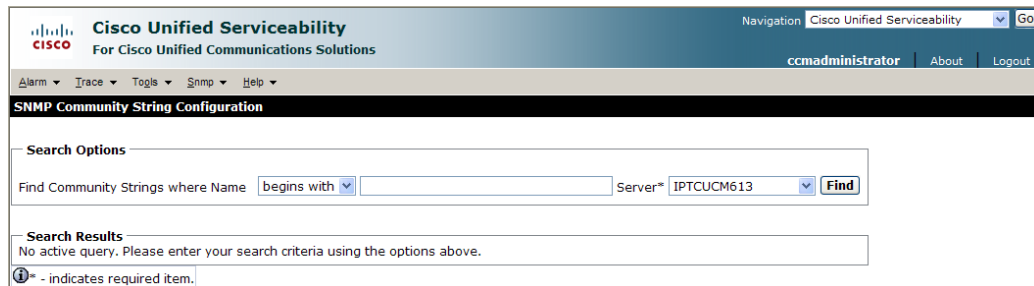 Cisco Unified Serviceability
For Cisco Unified Communications Solutions
CISCO
Navigation Cisco Unified Serviceability Go
ccmadministrator About Logout
Alarm Trace Tools Snmp Help
SNMP Community String Configuration
Search Options
Find Community Strings where Name begins with Server* IPTCUCM613 Find
Search Results
No active query. Please enter your search criteria using the options above.
* - indicates required item.